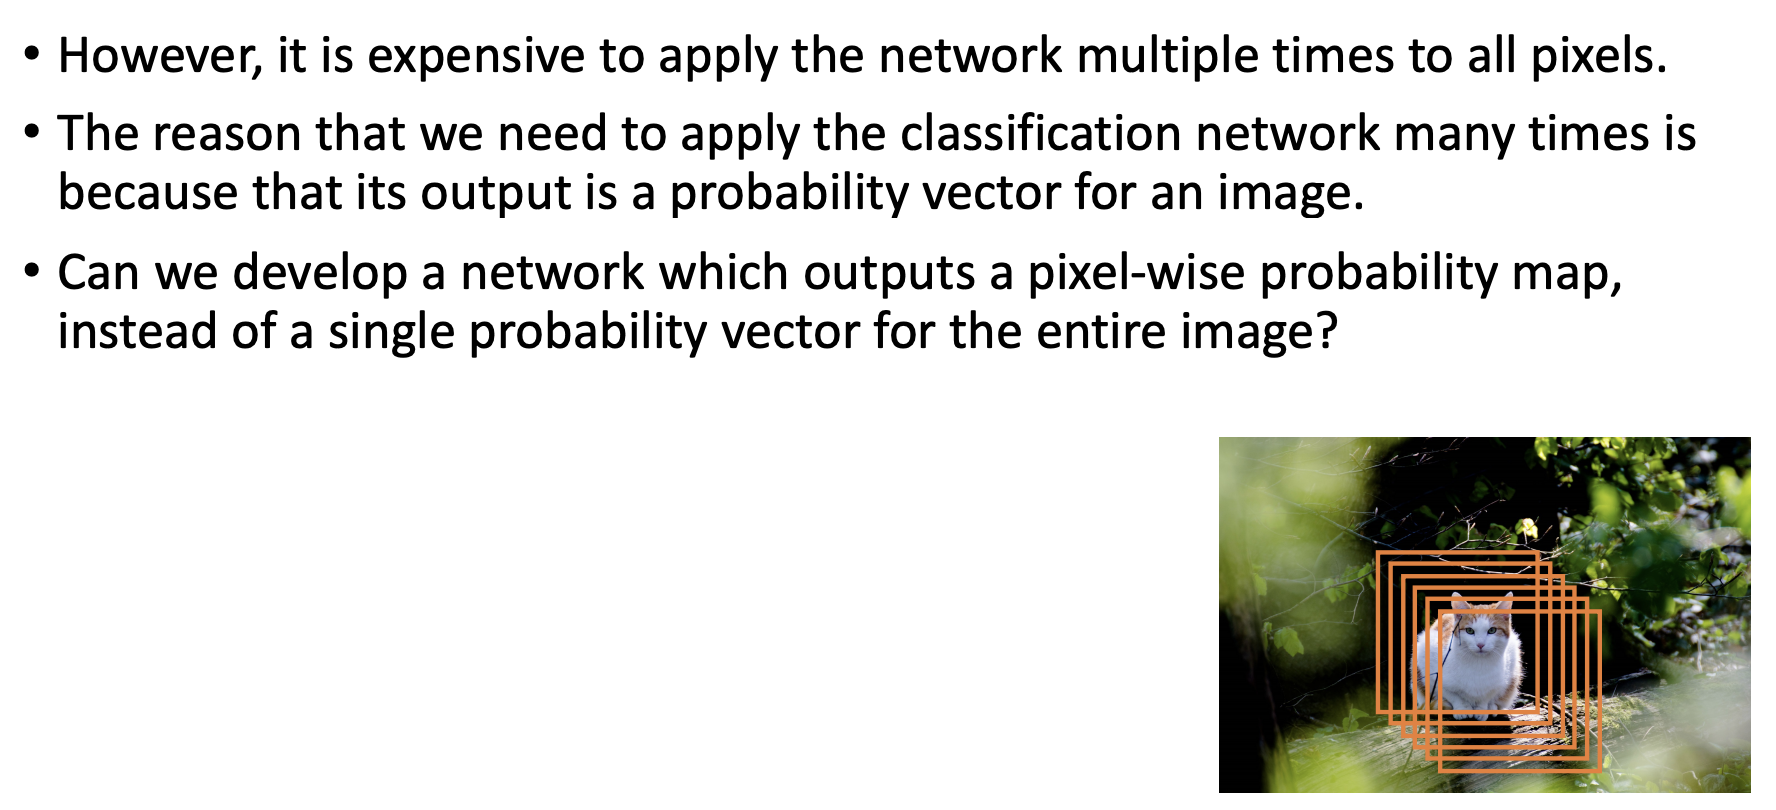 • However, it is expensive to apply the network multiple times to all pixels.
• The reason that we need to apply the classification network many times is
because that its output is a probability vector for an image.
• Can we develop a network which outputs a pixel-wise probability map,
instead of a single probability vector for the entire image?